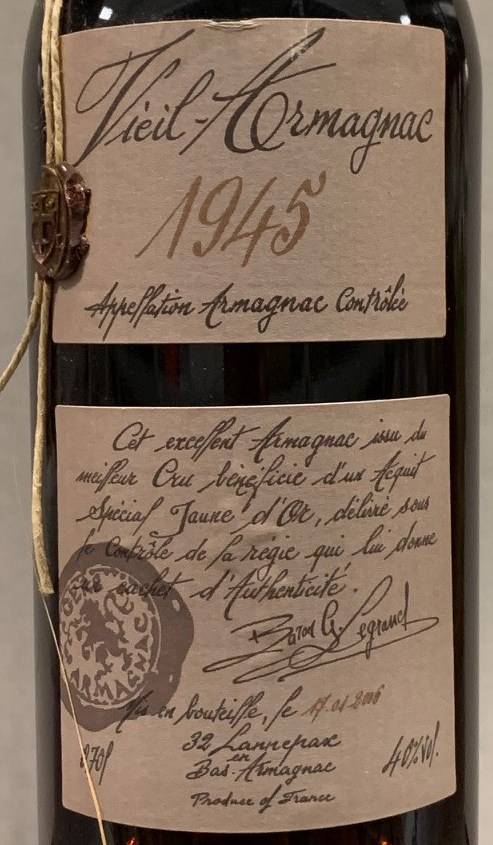 Vieil-Armagnac
1945
Appellation Armagnac Contrôlée
Cet excellent Armagnac issu du
meilleur Cru bénéficie d'un Acquit
Spécial Jaune d'Or, délivré sous
le Contrôle de la régie qui lui donne
cachet d'Authenticité.
Baron G. Legrand
ARMAGNAC
Mis en bouteille, le 17.01.2006
32 Lannepax
70l 40%Vol.
en
Bas-Armagnac
Produce of France